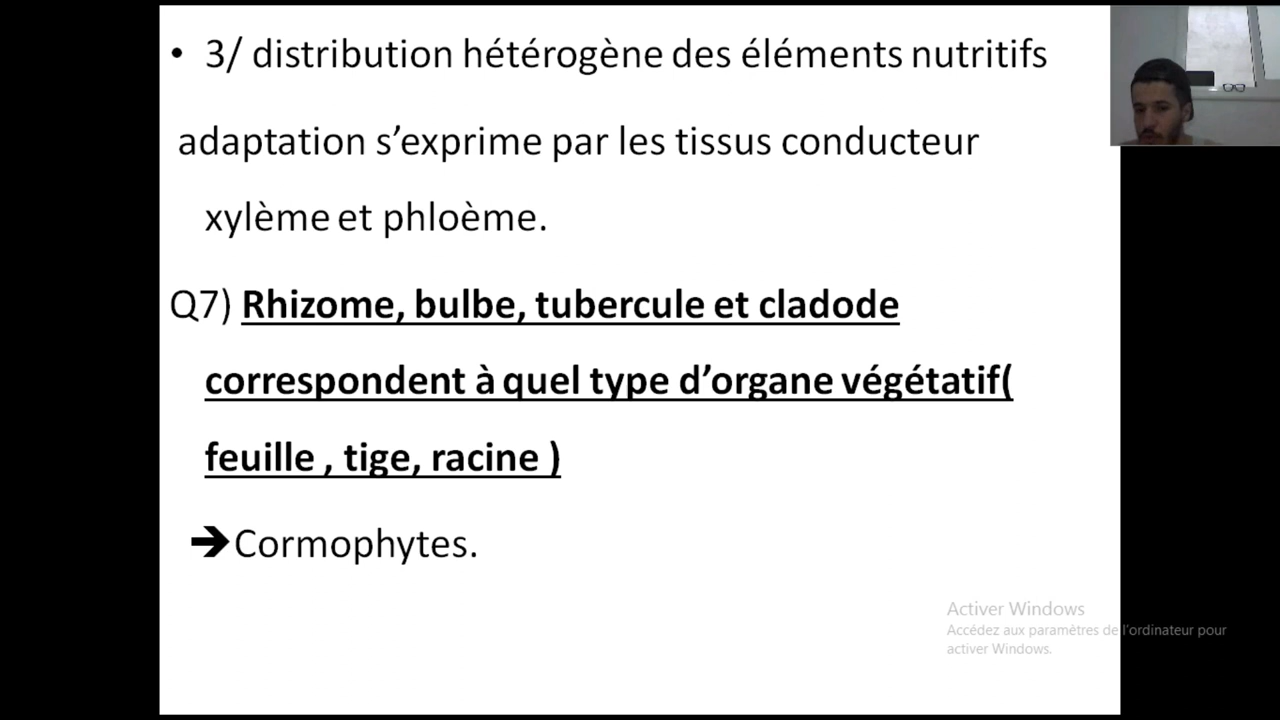 • 3/ distribution hétérogène des éléments nutritifs
adaptation s’exprime par les tissus conducteur
xylème et phloème.
Q7) Rhizome, bulbe, tubercule et cladode
correspondent à quel type d’organe végétatif(
feuille , tige, racine )
➔Cormophytes.
Activer Windows
Accédez aux paramètres de l'ordinateur pour
activer Windows.